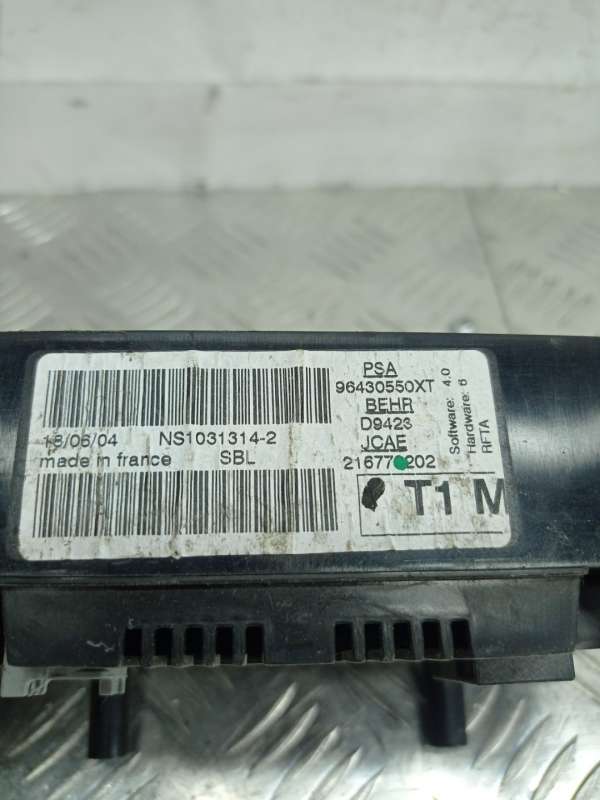 18/06/04 NS1031314-2
made in france SBL
PSA
96430550XT
BEHR
D9423
JCAE
T1 M
Software: 4.0
Hardware: 6
RFTA